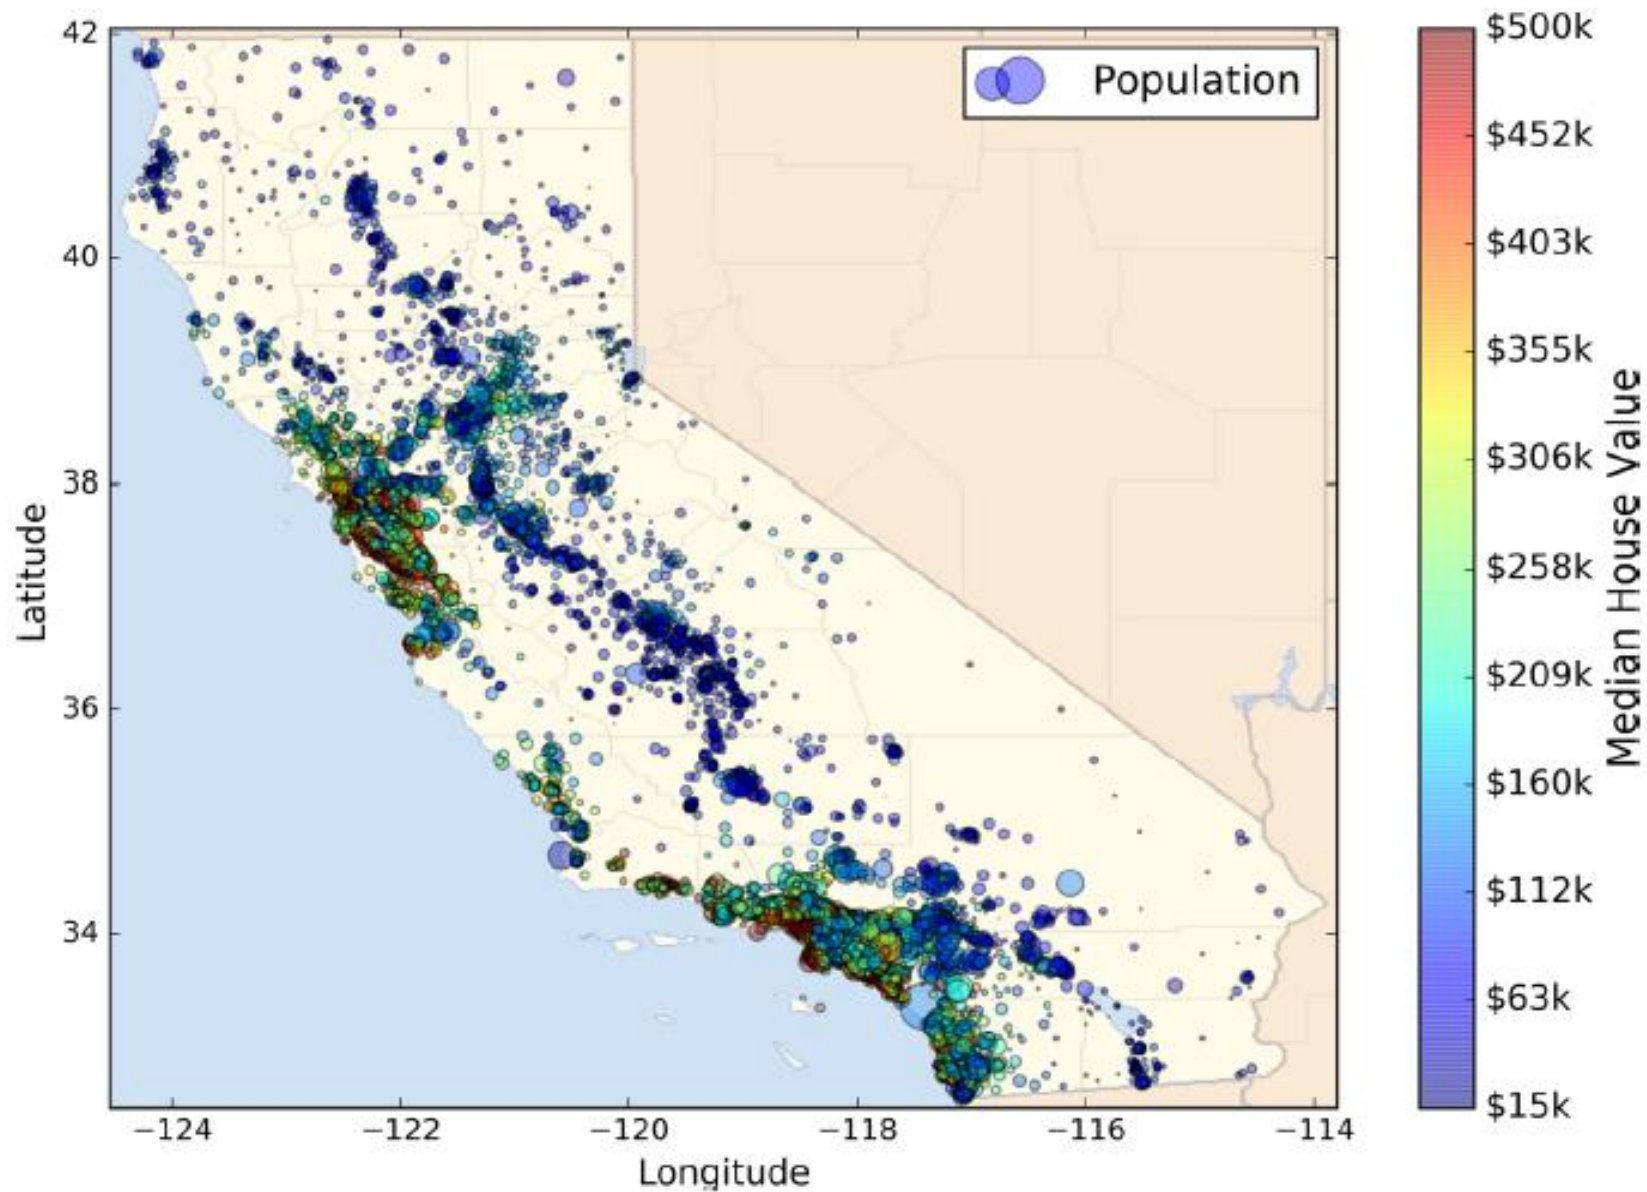 Population
42
40
38
36
34
Latitude
−124
−122
−120
−118
−116
−114
Longitude
$500k
$452k
$403k
$355k
$306k
$258k
$209k
$160k
$112k
$63k
$15k
Median House Value